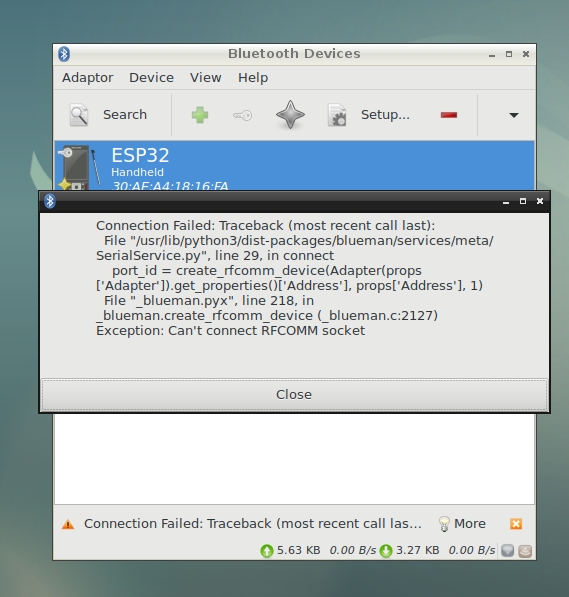 Bluetooth Devices
Adaptor Device View Help
Search Setup...
ESP32
Handheld
30:AE:A4:18:16:FA
Connection Failed: Traceback (most recent call last):
File "/usr/lib/python3/dist-packages/blueman/services/meta/
SerialService.py", line 29, in connect
port_id = create_rfcomm_device(Adapter(props
['Adapter']).get_properties()['Address'], props['Address'], 1)
File "_blueman.pyx", line 218, in
_blueman.create_rfcomm_device (_blueman.c:2127)
Exception: Can't connect RFCOMM socket
Close
Connection Failed: Traceback (most recent call las... More
5.63 KB 0.00 B/s 3.27 KB 0.00 B/s